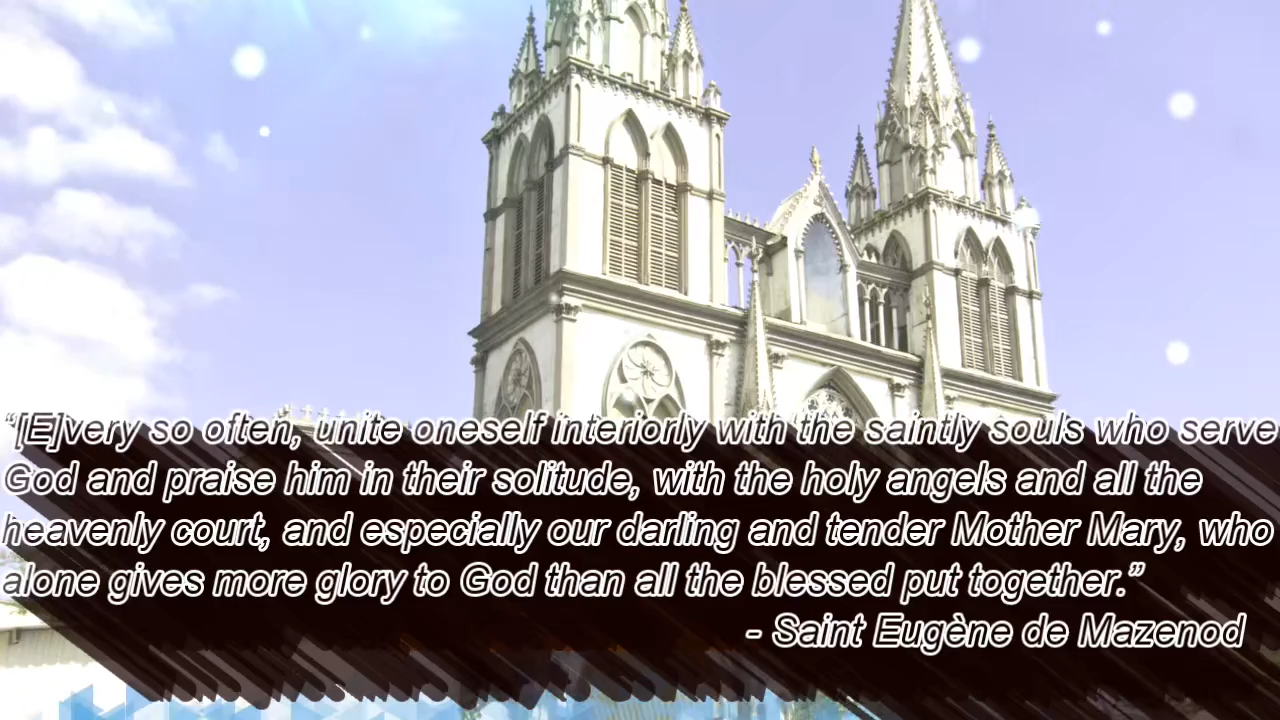 “[E]very so often, unite oneself interiorly with the saintly souls who serve
God and praise him in their solitude, with the holy angels and all the
heavenly court, and especially our darling and tender Mother Mary, who
alone gives more glory to God than all the blessed put together.”
- Saint Eugène de Mazenod